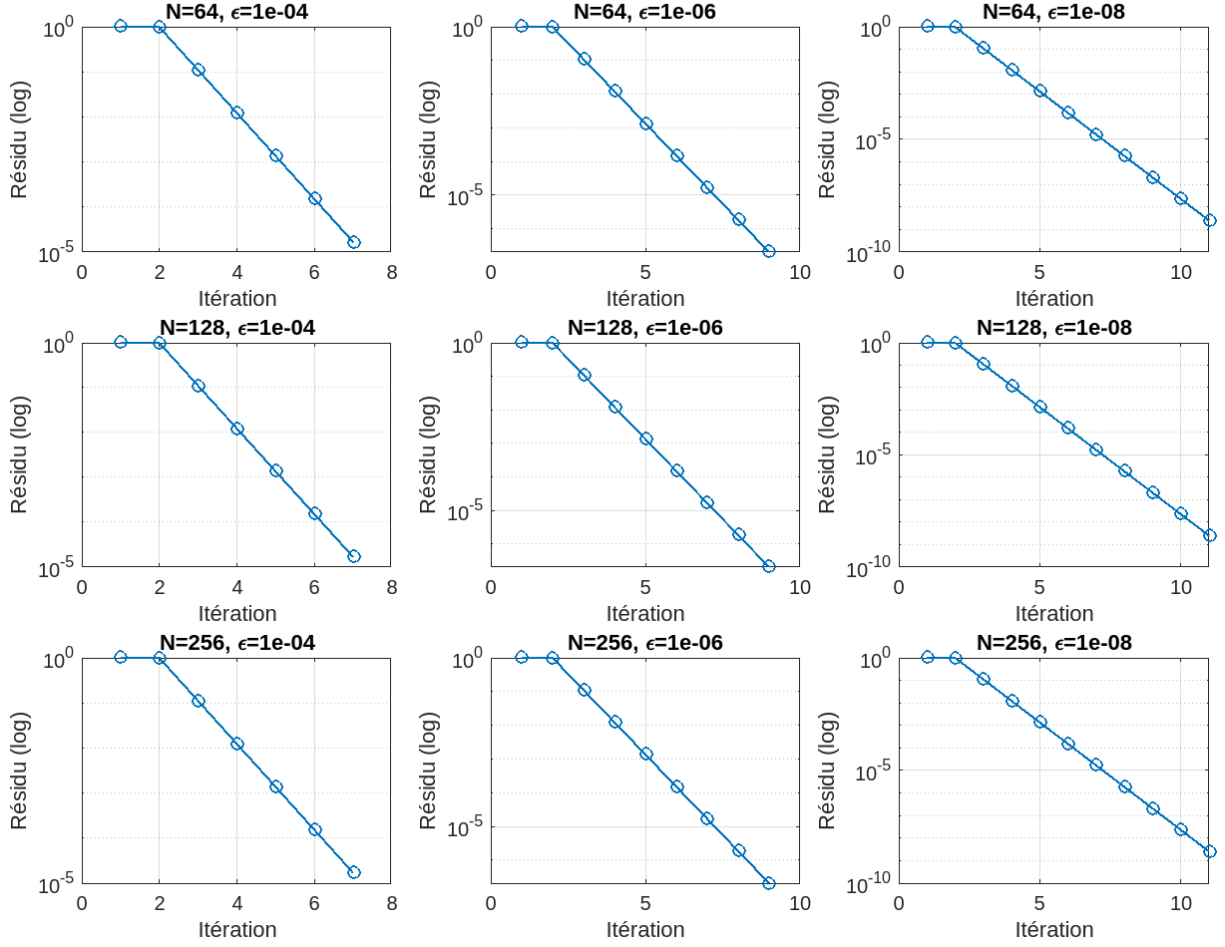 N=64, ϵ=1e-04
N=64, ϵ=1e-06
N=64, ϵ=1e-08
Résidu (log)
10^0
10^-5
0 2 4 6 8
Itération
Résidu (log)
10^0
10^-5
0 5 10
Itération
Résidu (log)
10^0
10^-5
10^-10
0 5 10
Itération
N=128, ϵ=1e-04
N=128, ϵ=1e-06
N=128, ϵ=1e-08
Résidu (log)
10^0
10^-5
0 2 4 6 8
Itération
Résidu (log)
10^0
10^-5
0 5 10
Itération
Résidu (log)
10^0
10^-5
10^-10
0 5 10
Itération
N=256, ϵ=1e-04
N=256, ϵ=1e-06
N=256, ϵ=1e-08
Résidu (log)
10^0
10^-5
0 2 4 6 8
Itération
Résidu (log)
10^0
10^-5
0 5 10
Itération
Résidu (log)
10^0
10^-5
10^-10
0 5 10
Itération